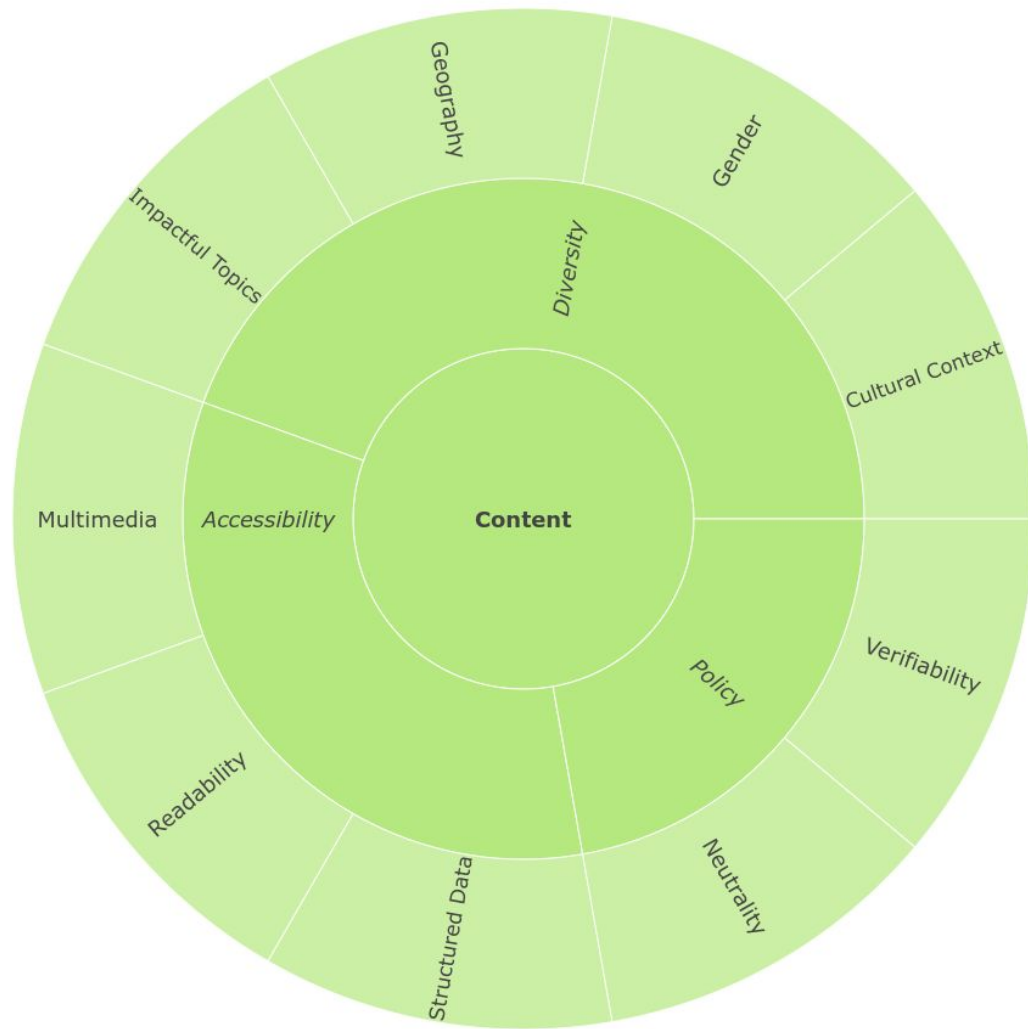 Content
Diversity
Accessibility
Policy
Geography
Gender
Cultural Context
Impactful Topics
Multimedia
Readability
Structured Data
Neutrality
Verifiability